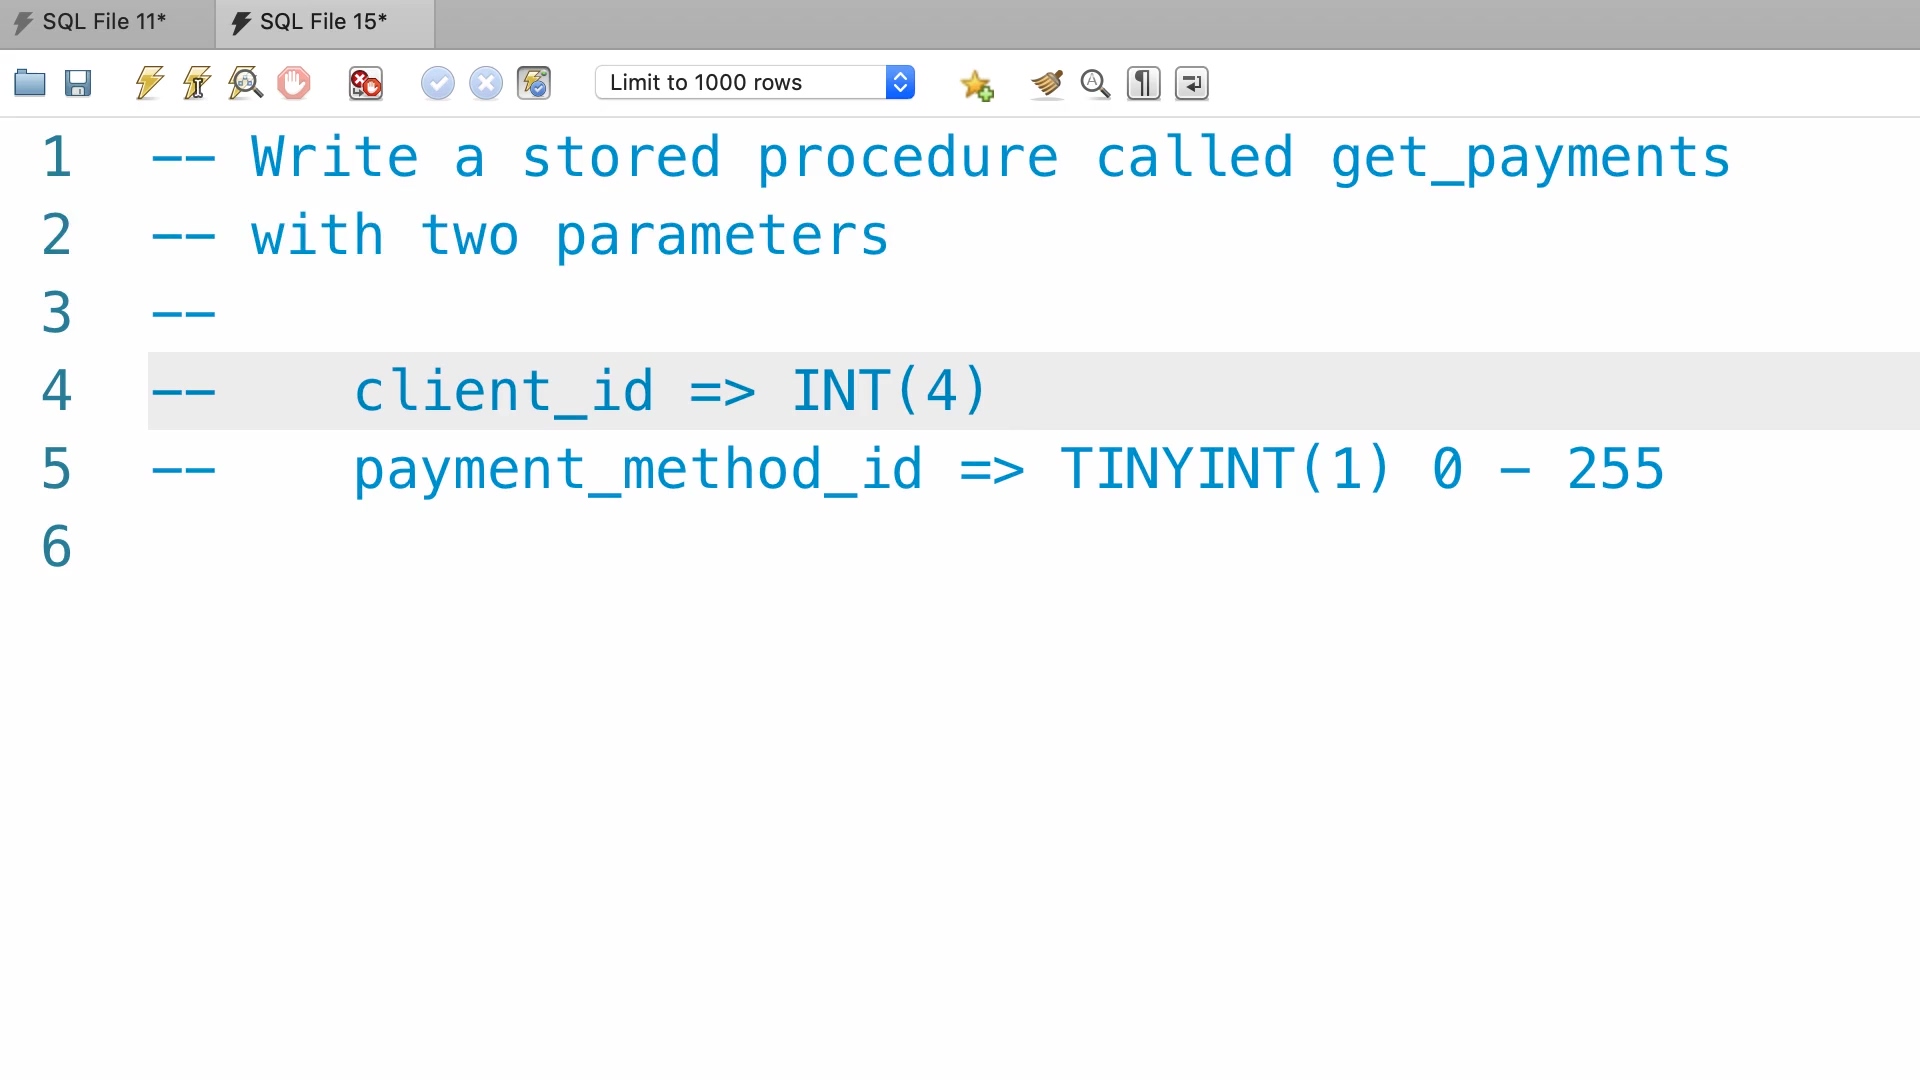 SQL File 11*
SQL File 15*
Limit to 1000 rows
1 -- Write a stored procedure called get_payments
2 -- with two parameters
3 --
4 --    client_id => INT(4)
5 --    payment_method_id => TINYINT(1) 0 - 255
6